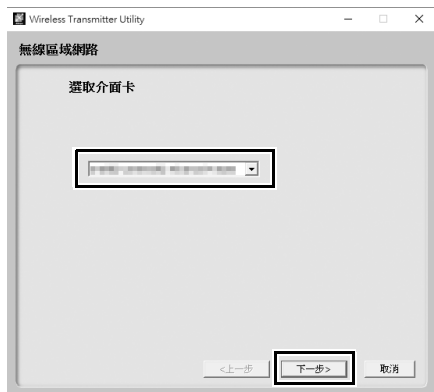 Wireless Transmitter Utility
無線區域網路
選取介面卡
<上一步
下一步>
取消